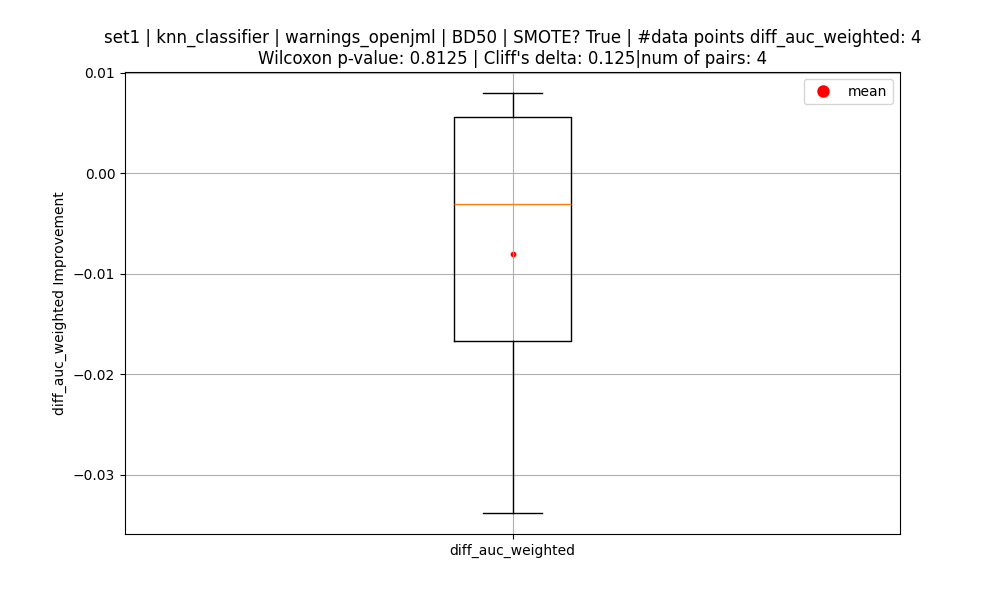 set1 | knn_classifier | warnings_openjml | BD50 | SMOTE? True | #data points diff_auc_weighted: 4
Wilcoxon p-value: 0.8125 | Cliff's delta: 0.125|num of pairs: 4
mean
diff_auc_weighted Improvement
0.01
0.00
−0.01
−0.02
−0.03
diff_auc_weighted